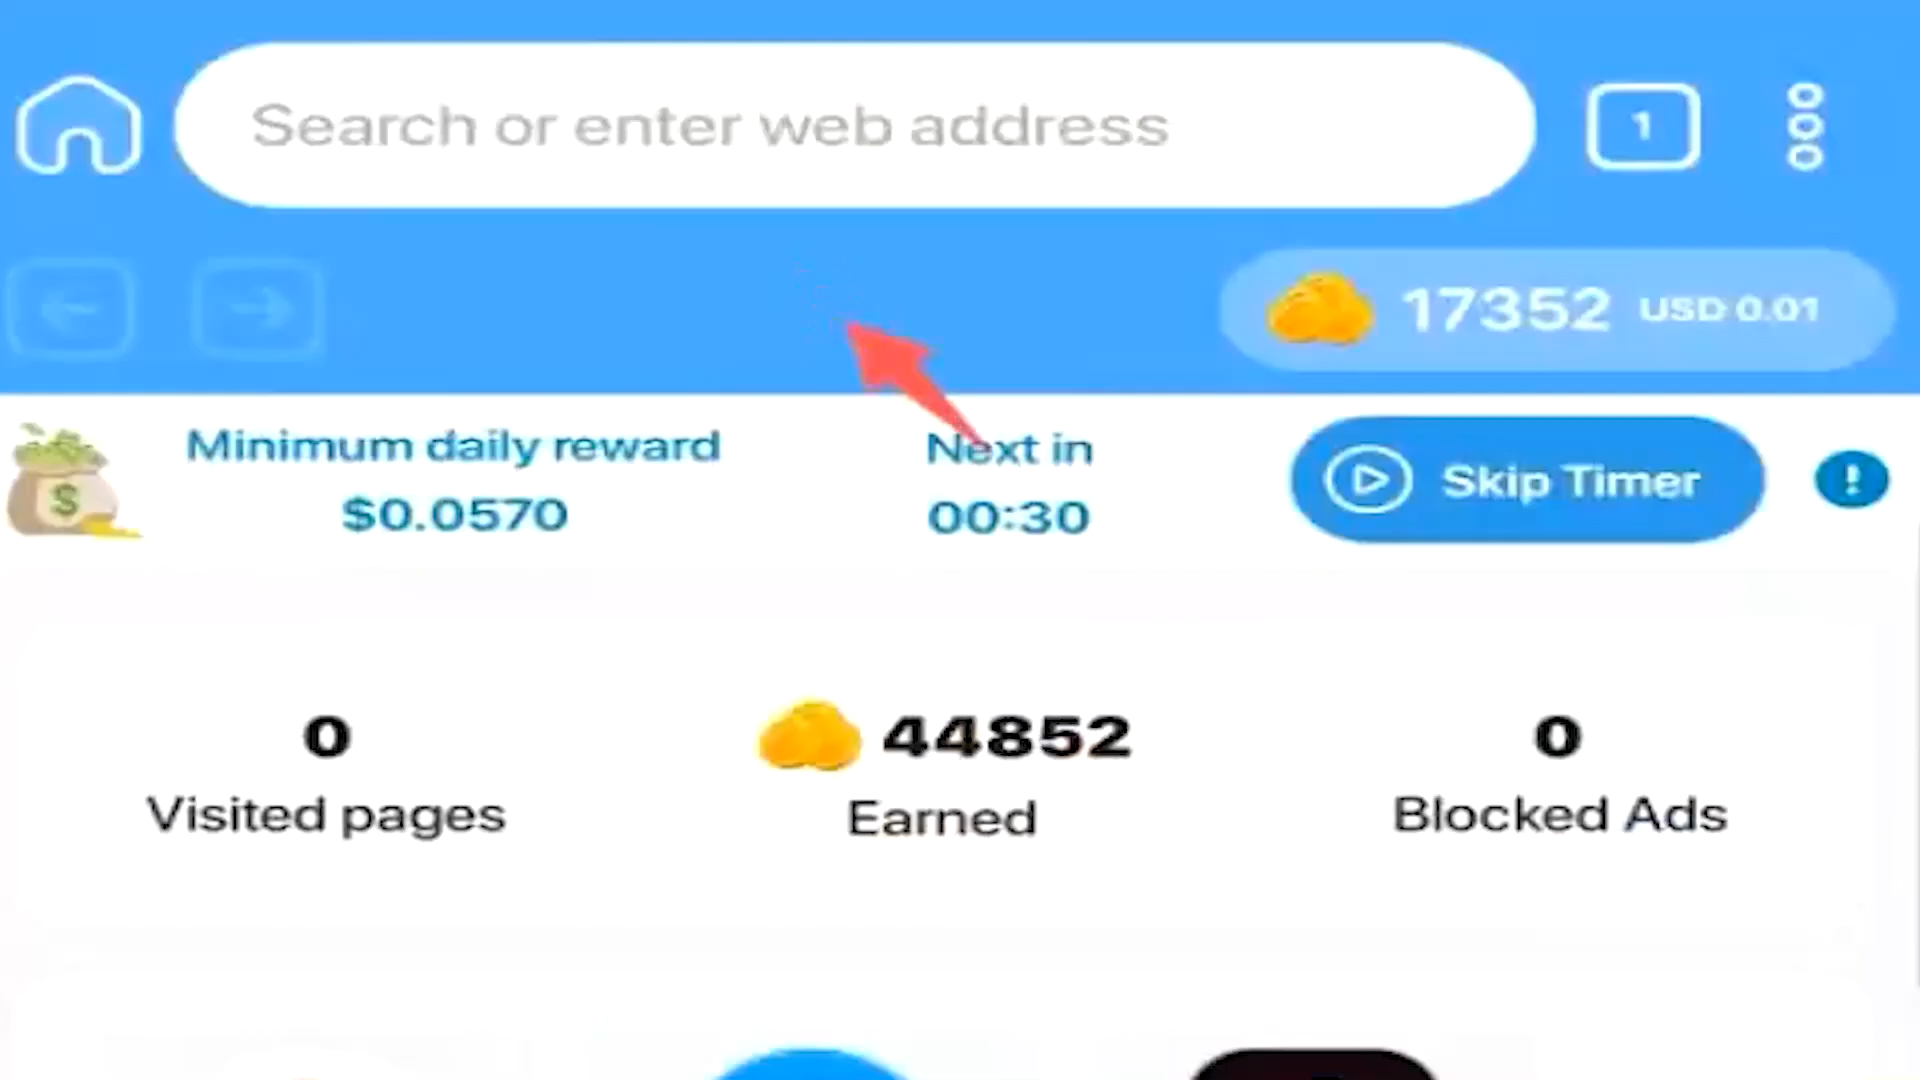 Search or enter web address
1
17352 USD 0.01
Minimum daily reward
$0.0570
Next in
00:30
Skip Timer
0
Visited pages
44852
Earned
0
Blocked Ads